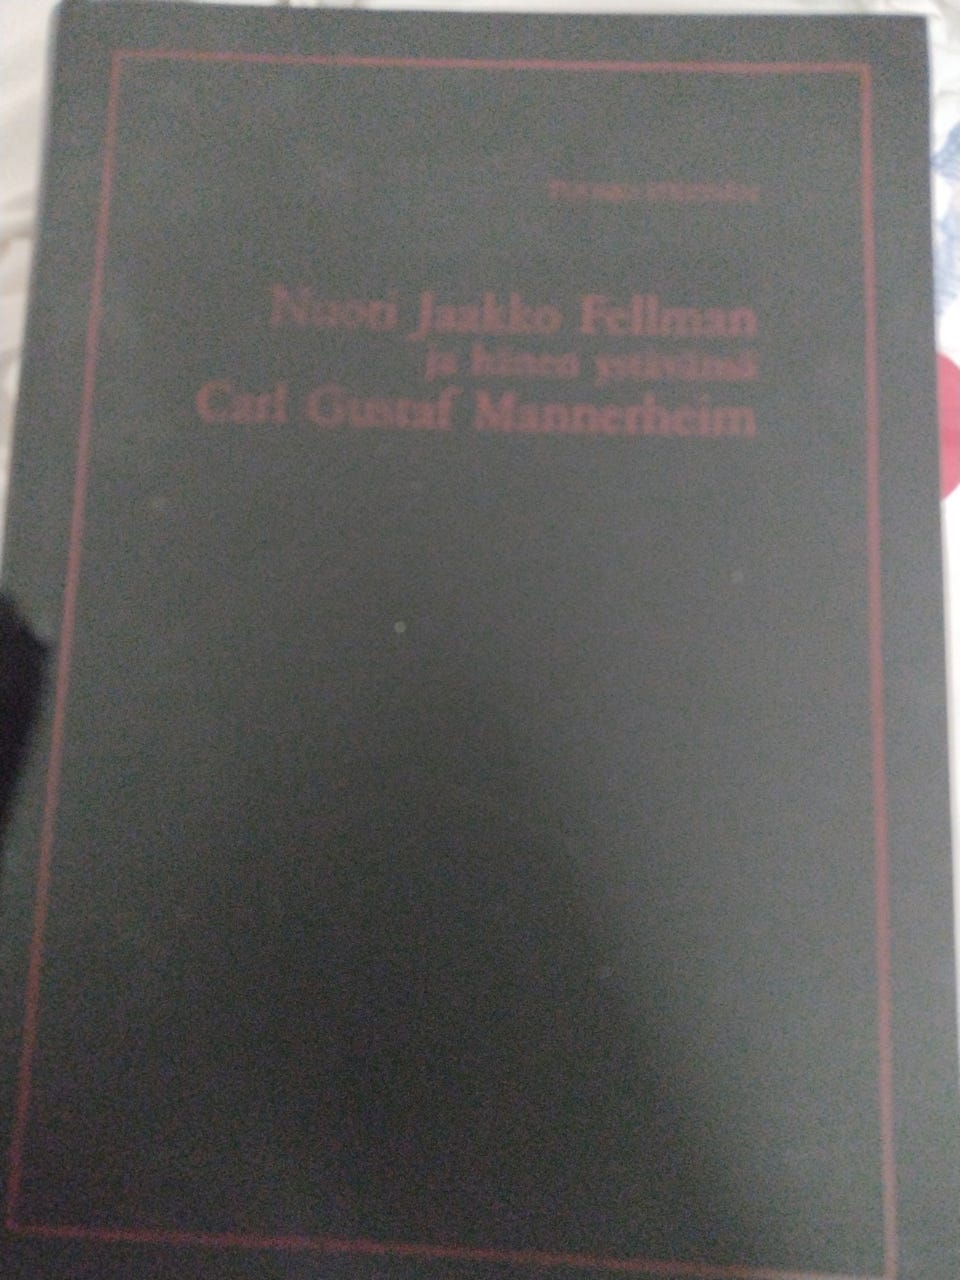 Nuori Jaakko Fellman
ja hänen ystävänsä
Carl Gustaf Mannerheim